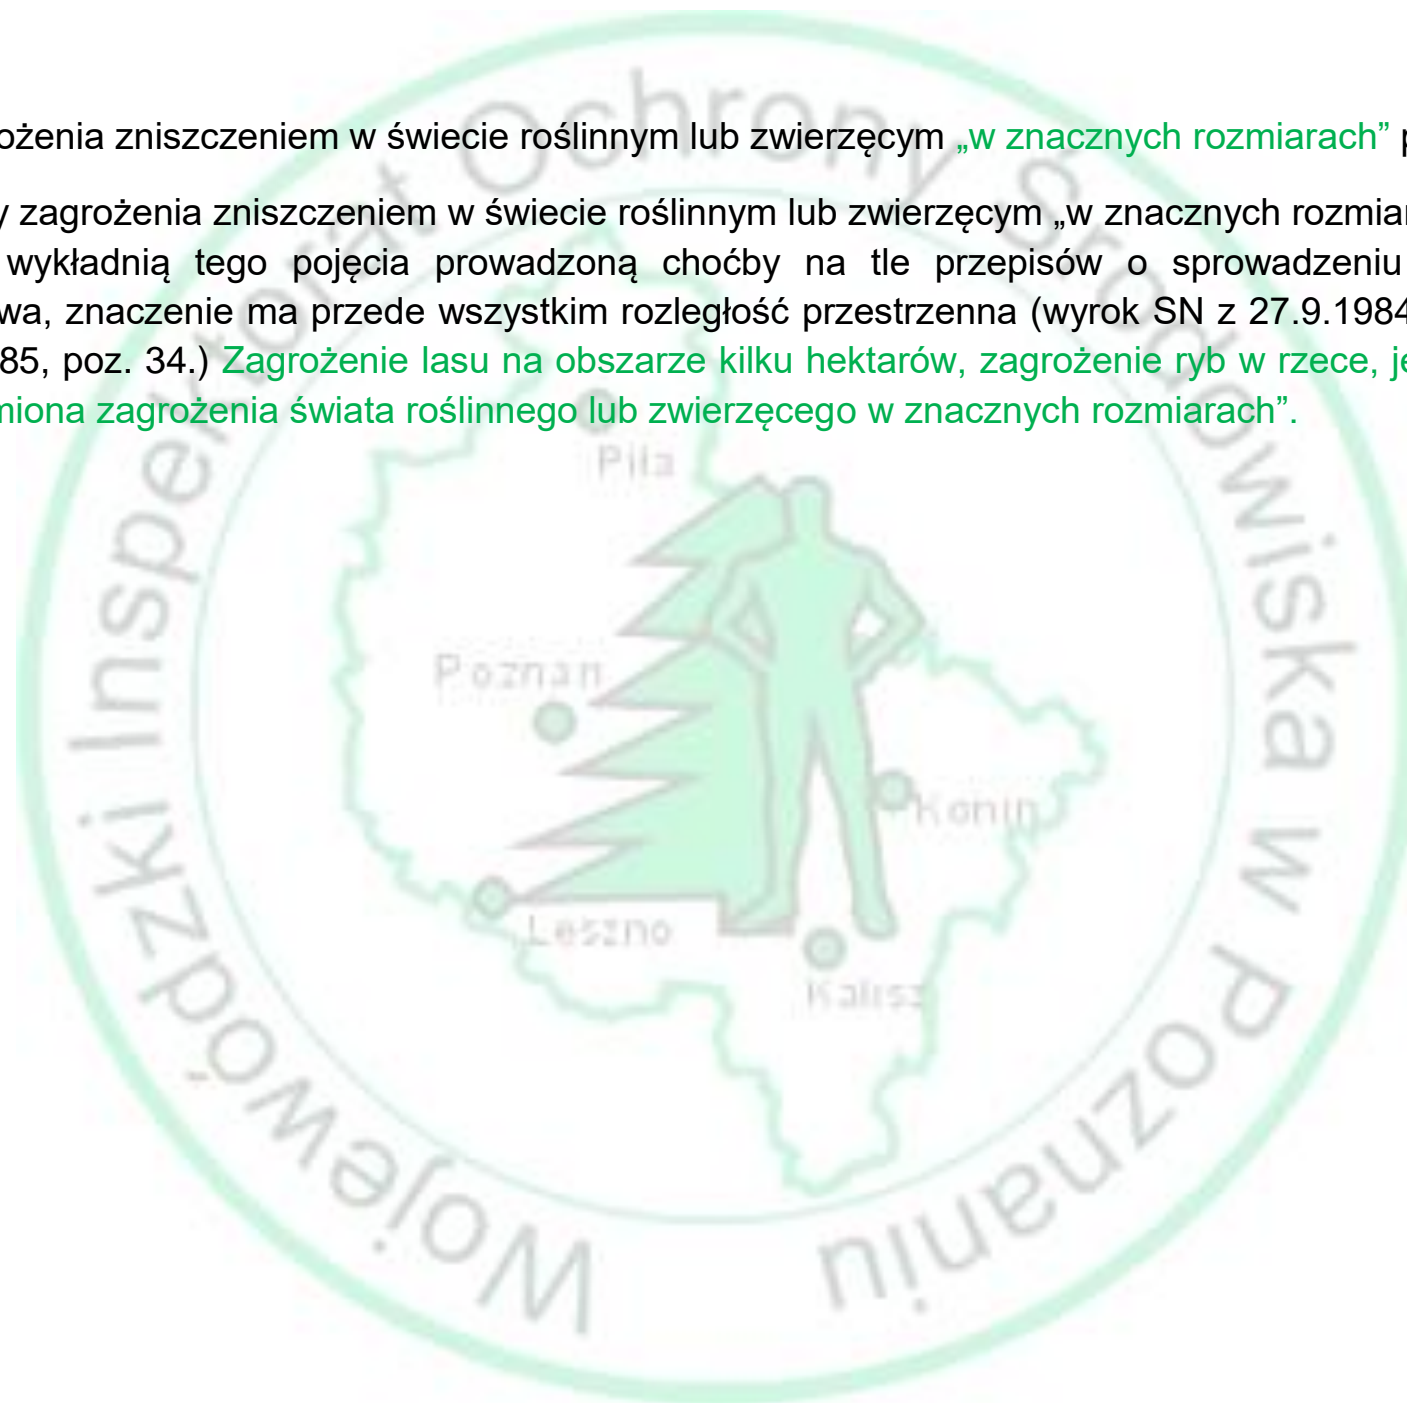 ożenia zniszczeniem w świecie roślinnym lub zwierzęcym „w znacznych rozmiarach” p
y zagrożenia zniszczeniem w świecie roślinnym lub zwierzęcym „w znacznych rozmiar
wykładnią tego pojęcia prowadzoną choćby na tle przepisów o sprowadzeniu
wa, znaczenie ma przede wszystkim rozległość przestrzenna (wyrok SN z 27.9.1984
85, poz. 34.) Zagrożenie lasu na obszarze kilku hektarów, zagrożenie ryb w rzece, je
miona zagrożenia świata roślinnego lub zwierzęcego w znacznych rozmiarach”.
Wojewódzki Inspektorat Ochrony Środowiska w Poznaniu
Piła
Poznan
Konin
Leszno
Kalisz